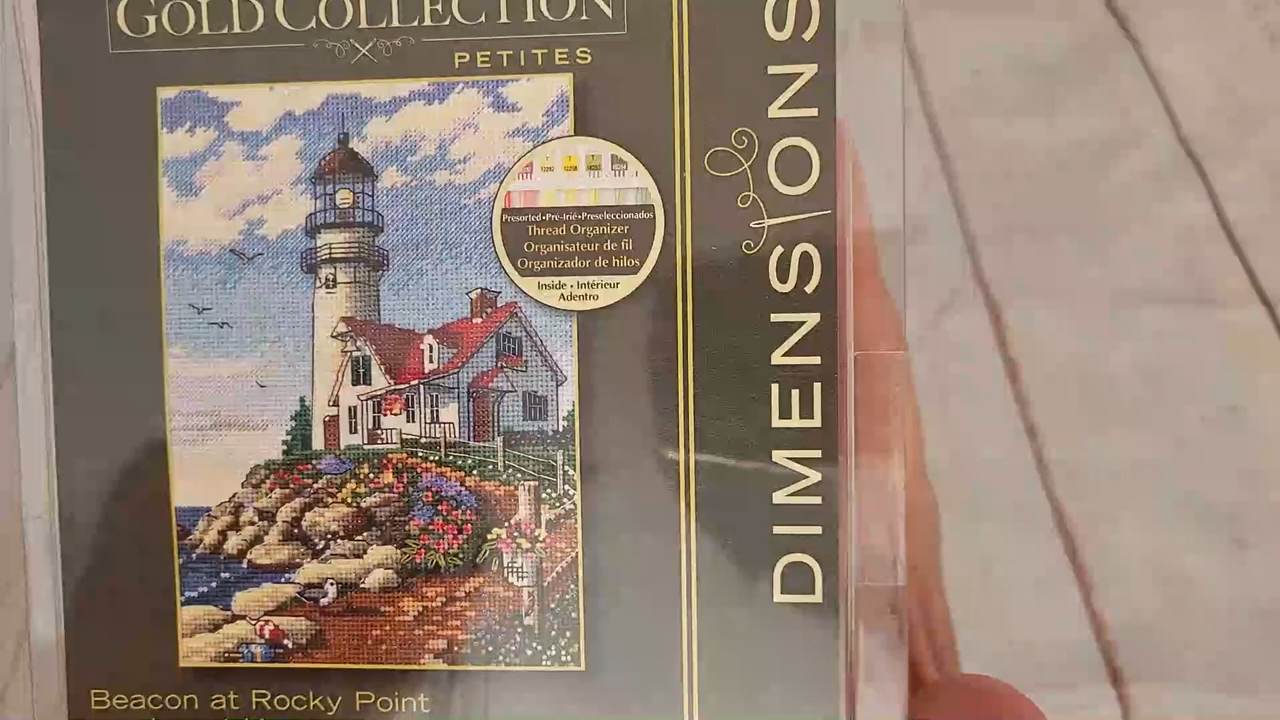 GOLD COLLECTION
PETITES
Presorted•Pré-trié•Preseleccionados
Thread Organizer
Organisateur de fil
Organizador de hilos
Inside • Intérieur
Adentro
DIMENSIONS
Beacon at Rocky Point